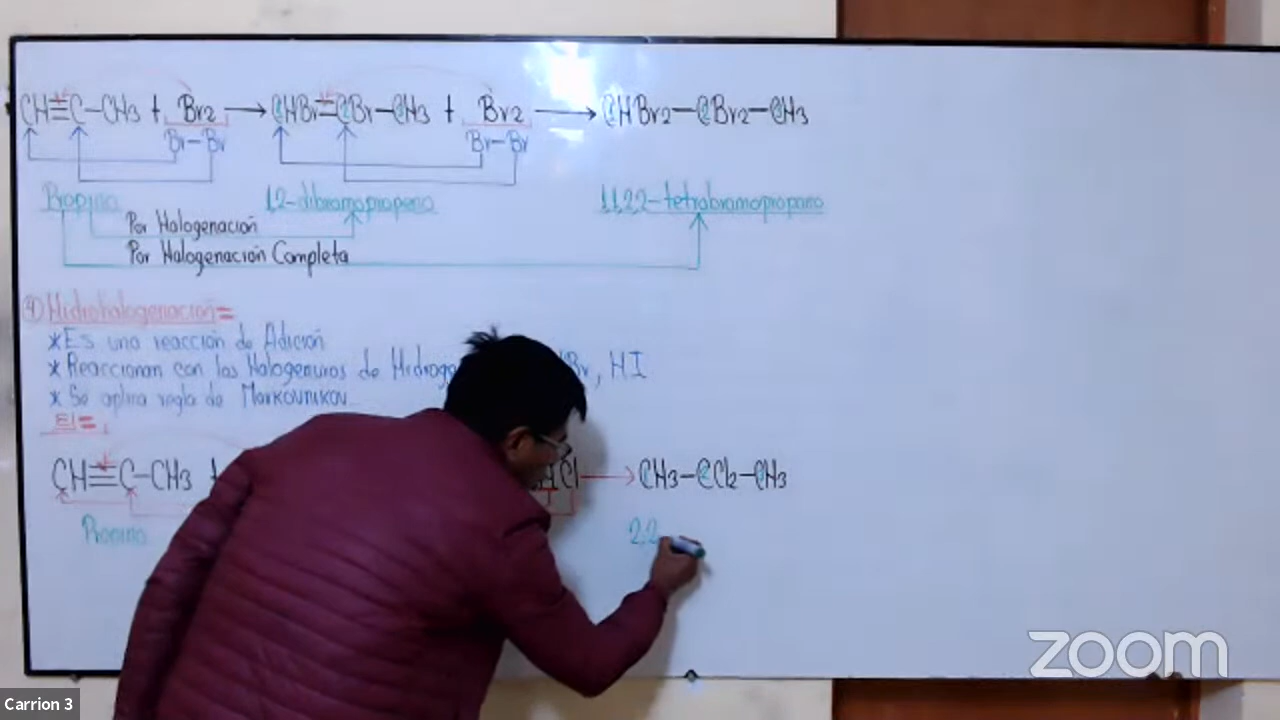 CH≡C-CH3 + Br2 → CHBr=CBr-CH3 + Br2 → CHBr2-CBr2-CH3
Br-Br Br-Br
Propino 1,2-dibromopropeno 1,1,2,2-tetrabromopropano
Por Halogenación
Por Halogenación Completa
4) Hidrohalogenación=
*Es una reacción de Adición
*Reaccionan con los Halogenuros de Br, HI
*Se aplica regla de Markovnikov
Ej=
CH≡C-CH3 + Cl → CH3-CCl2-CH3
Propino 2,2
zoom
Carrion 3